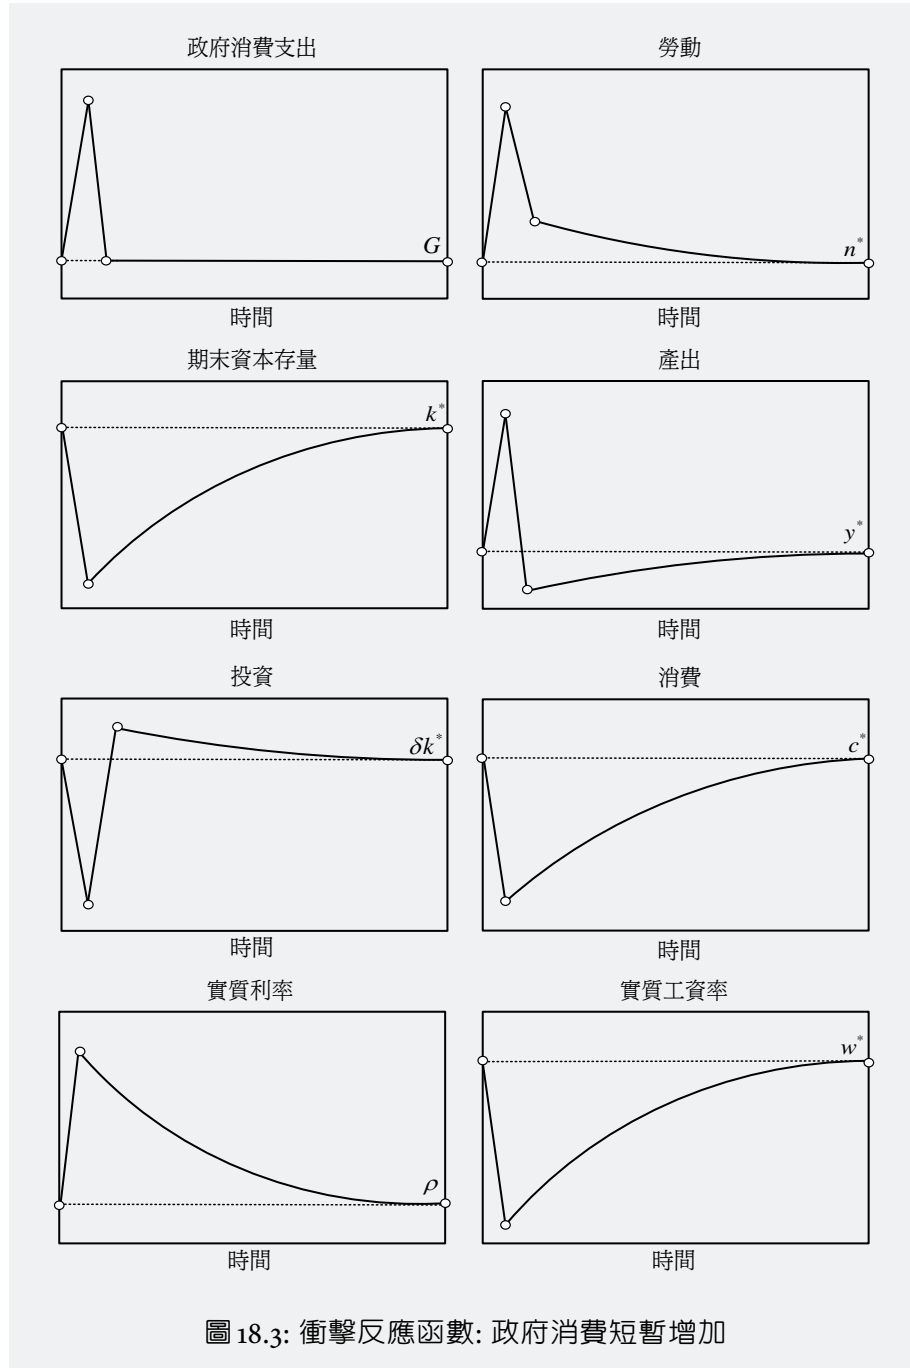 政府消費支出
G
時間
勞動
n*
時間
期末資本存量
k*
時間
產出
y*
時間
投資
δk*
時間
消費
c*
時間
實質利率
ρ
時間
實質工資率
w*
時間
圖 18.3: 衝擊反應函數: 政府消費短暫增加